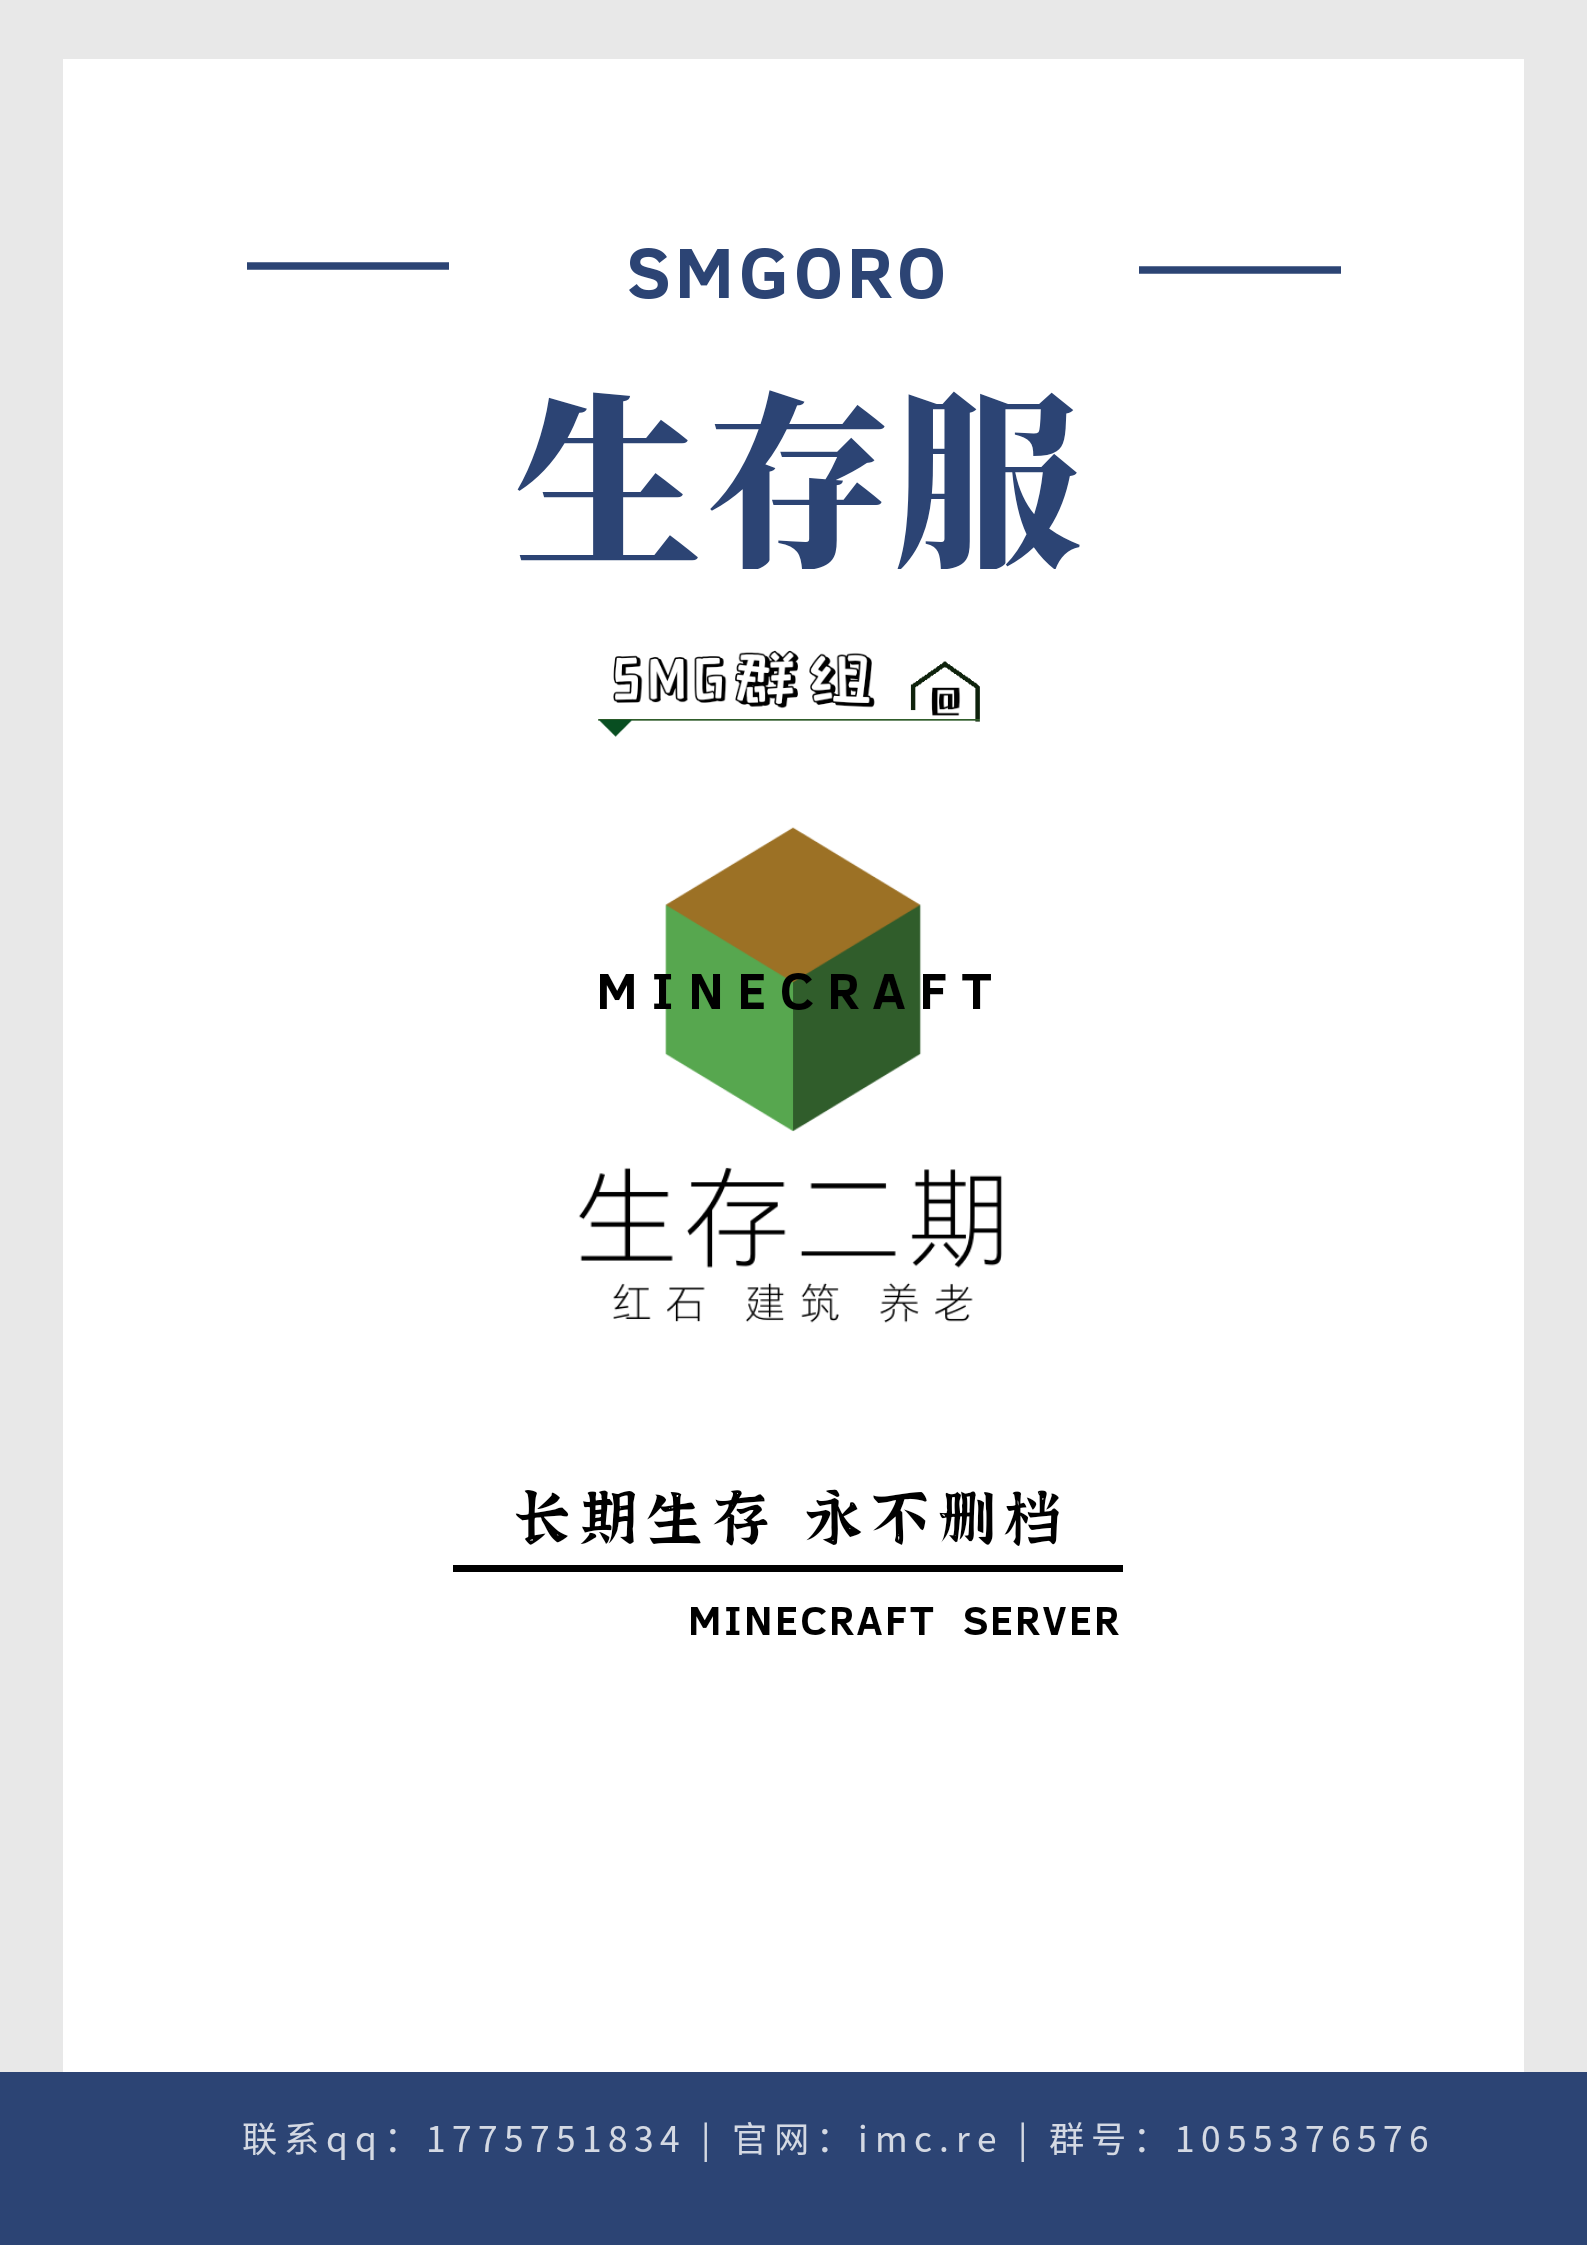 SMGORO
生存服
SMG群组 @
MINECRAFT
生存二期
红石 建筑 养老
长期生存 永不删档
MINECRAFT SERVER
联系qq：1775751834 | 官网：imc.re | 群号：1055376576